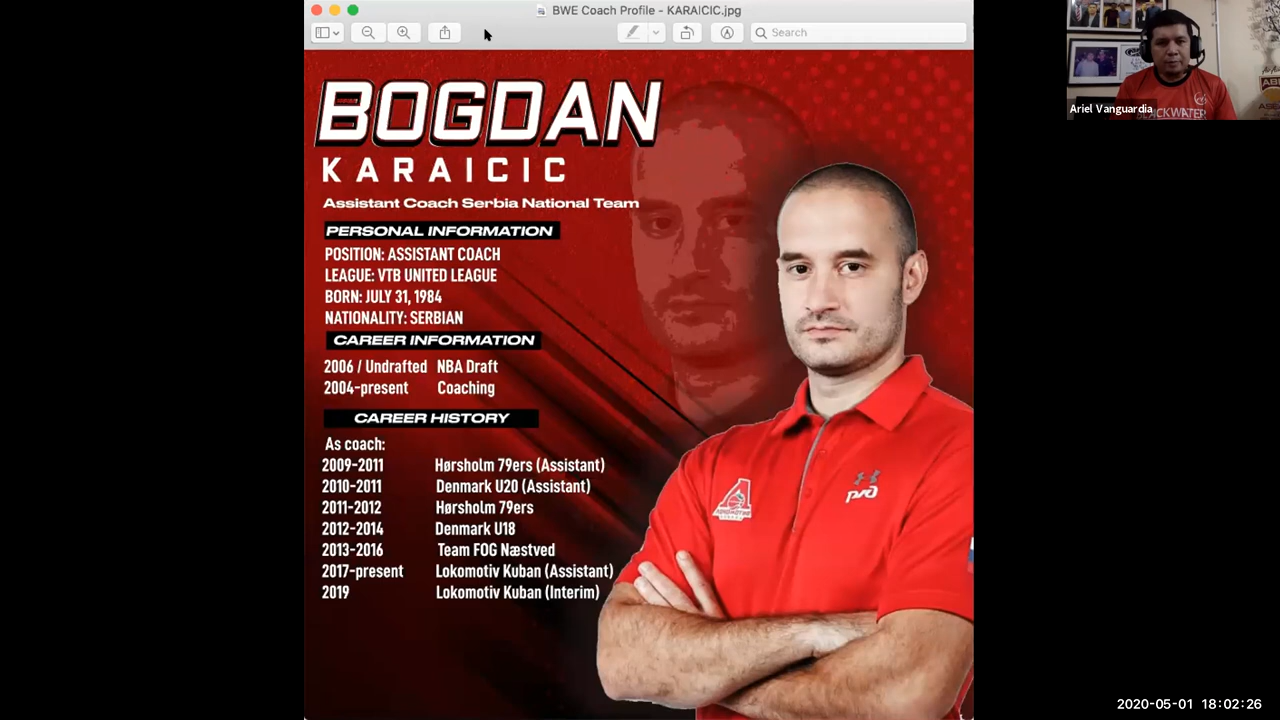 BWE Coach Profile - KARAICIC.jpg
Search
BOGDAN
KARAICIC
Assistant Coach Serbia National Team
PERSONAL INFORMATION
POSITION: ASSISTANT COACH
LEAGUE: VTB UNITED LEAGUE
BORN: JULY 31, 1984
NATIONALITY: SERBIAN
CAREER INFORMATION
2006 / Undrafted NBA Draft
2004-present Coaching
CAREER HISTORY
As coach:
2009-2011 Hørsholm 79ers (Assistant)
2010-2011 Denmark U20 (Assistant)
2011-2012 Hørsholm 79ers
2012-2014 Denmark U18
2013-2016 Team FOG Næstved
2017-present Lokomotiv Kuban (Assistant)
2019 Lokomotiv Kuban (Interim)
Ariel Vanguardia
2020-05-01 18:02:26